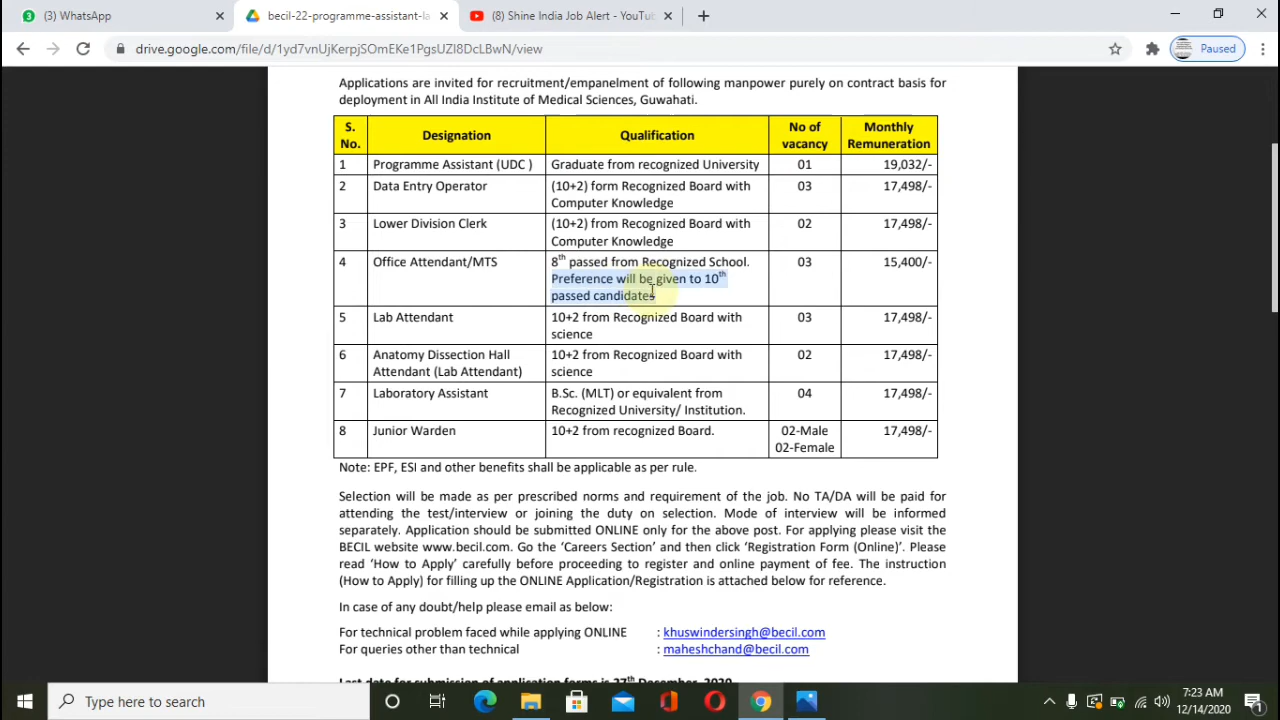 (3) WhatsApp
becil-22-programme-assistant-la
(8) Shine India Job Alert - YouTu
drive.google.com/file/d/1yd7vnUjKerpjSOmEKe1PgsUZI8DcLBwN/view
Paused
Applications are invited for recruitment/empanelment of following manpower purely on contract basis for
deployment in All India Institute of Medical Sciences, Guwahati.
S. No. Designation Qualification No of vacancy Monthly Remuneration
1 Programme Assistant (UDC ) Graduate from recognized University 01 19,032/-
2 Data Entry Operator (10+2) form Recognized Board with 03 17,498/-
Computer Knowledge
3 Lower Division Clerk (10+2) from Recognized Board with 02 17,498/-
Computer Knowledge
4 Office Attendant/MTS 8th passed from Recognized School. 03 15,400/-
Preference will be given to 10th
passed candidates
5 Lab Attendant 10+2 from Recognized Board with 03 17,498/-
science
6 Anatomy Dissection Hall 10+2 from Recognized Board with 02 17,498/-
Attendant (Lab Attendant) science
7 Laboratory Assistant B.Sc. (MLT) or equivalent from 04 17,498/-
Recognized University/ Institution.
8 Junior Warden 10+2 from recognized Board. 02-Male 17,498/-
02-Female
Note: EPF, ESI and other benefits shall be applicable as per rule.
Selection will be made as per prescribed norms and requirement of the job. No TA/DA will be paid for
attending the test/interview or joining the duty on selection. Mode of interview will be informed
separately. Application should be submitted ONLINE only for the above post. For applying please visit the
BECIL website www.becil.com. Go the ‘Careers Section’ and then click ‘Registration Form (Online)’. Please
read ‘How to Apply’ carefully before proceeding to register and online payment of fee. The instruction
(How to Apply) for filling up the ONLINE Application/Registration is attached below for reference.
In case of any doubt/help please email as below:
For technical problem faced while applying ONLINE : khuswindersingh@becil.com
For queries other than technical : maheshchand@becil.com
Last date for submission of application forms is 27th December, 2020
Type here to search
7:23 AM
12/14/2020